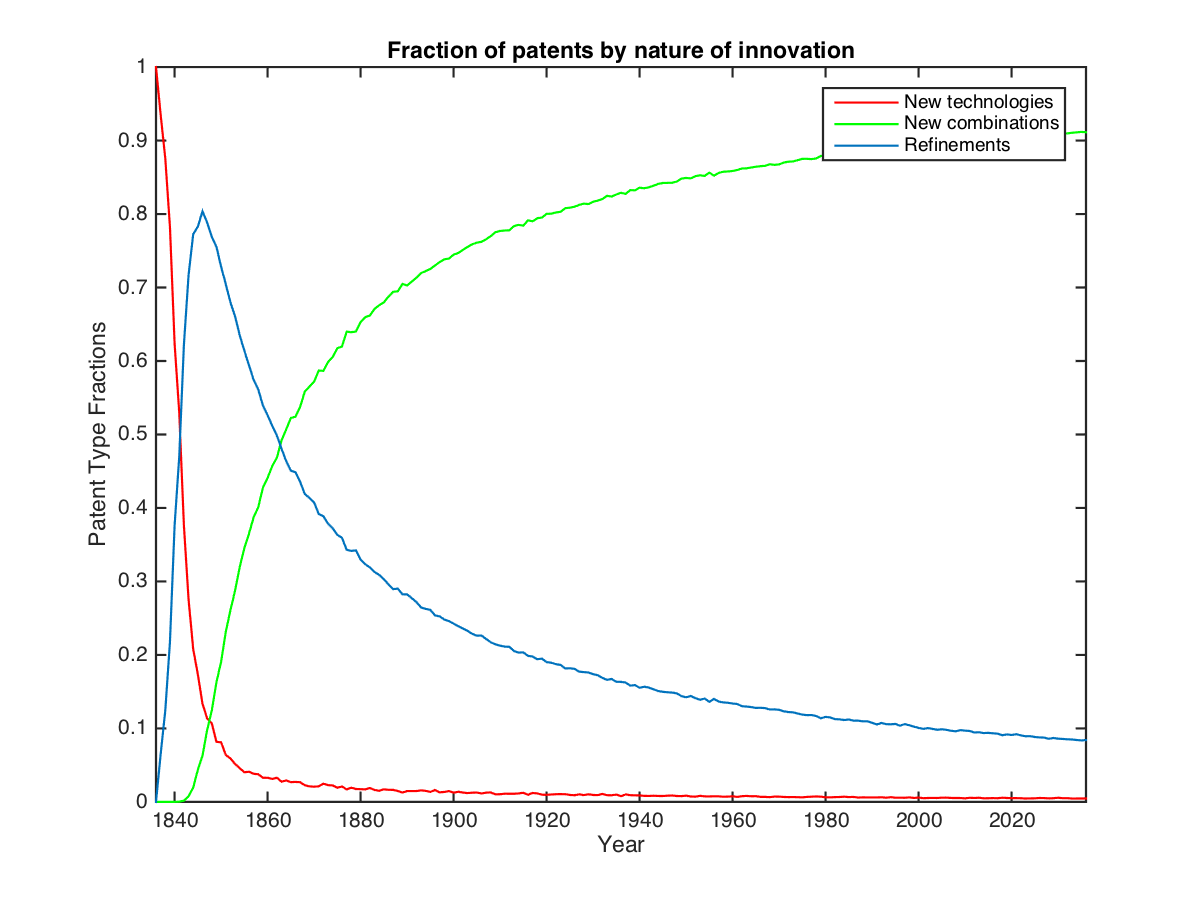 Fraction of patents by nature of innovation
New technologies
New combinations
Refinements
Patent Type Fractions
1
0.9
0.8
0.7
0.6
0.5
0.4
0.3
0.2
0.1
0
1840 1860 1880 1900 1920 1940 1960 1980 2000 2020
Year